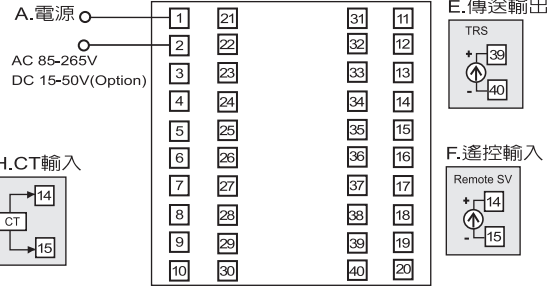 A.電源
AC 85-265V
DC 15-50V(Option)
H.CT輸入
14
CT
15
1 21 31 11
2 22 32 12
3 23 33 13
4 24 34 14
5 25 35 15
6 26 36 16
7 27 37 17
8 28 38 18
9 29 39 19
10 30 40 20
E.傳送輸出
TRS
+ 39
- 40
F.遙控輸入
Remote SV
+ 14
- 15